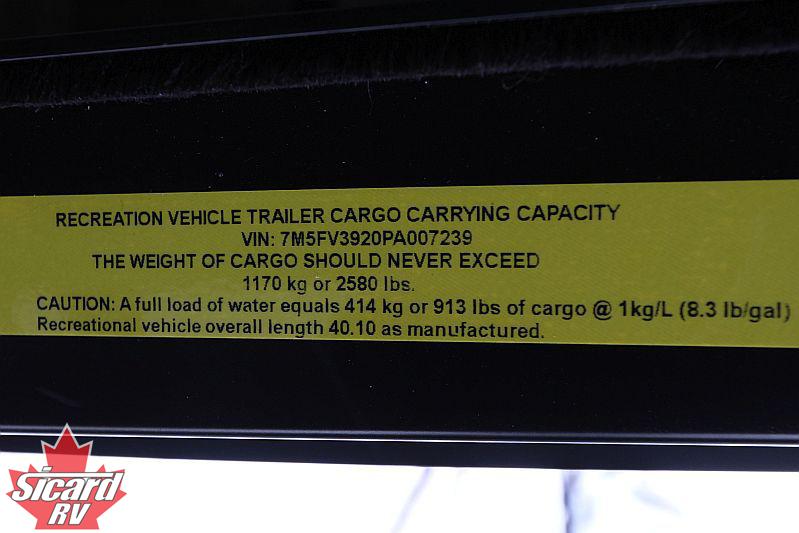 RECREATION VEHICLE TRAILER CARGO CARRYING CAPACITY
VIN: 7M5FV3920PA007239
THE WEIGHT OF CARGO SHOULD NEVER EXCEED
1170 kg or 2580 lbs.
CAUTION: A full load of water equals 414 kg or 913 lbs of cargo @ 1kg/L (8.3 lb/gal)
Recreational vehicle overall length 40.10 as manufactured.
Sicard
RV